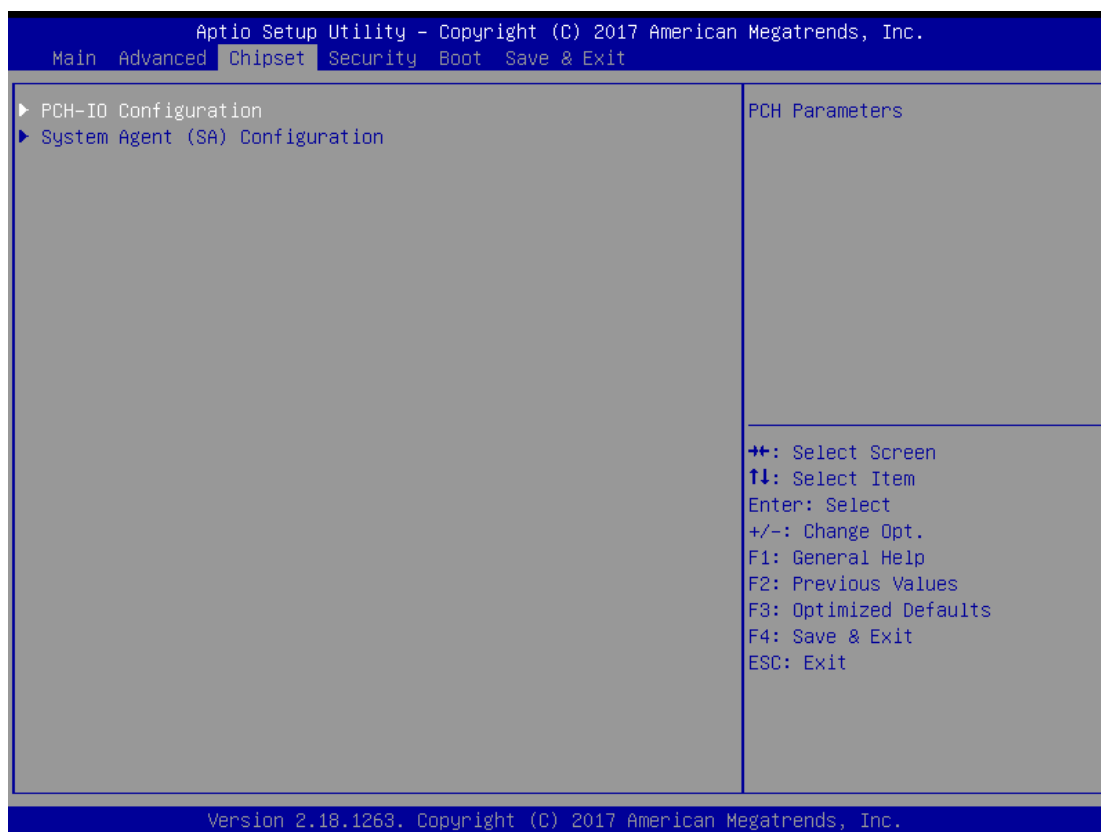 Aptio Setup Utility – Copyright (C) 2017 American Megatrends, Inc.
Main Advanced Chipset Security Boot Save & Exit
▶ PCH-IO Configuration
▶ System Agent (SA) Configuration
PCH Parameters
→←: Select Screen
↑↓: Select Item
Enter: Select
+/-: Change Opt.
F1: General Help
F2: Previous Values
F3: Optimized Defaults
F4: Save & Exit
ESC: Exit
Version 2.18.1263. Copyright (C) 2017 American Megatrends, Inc.